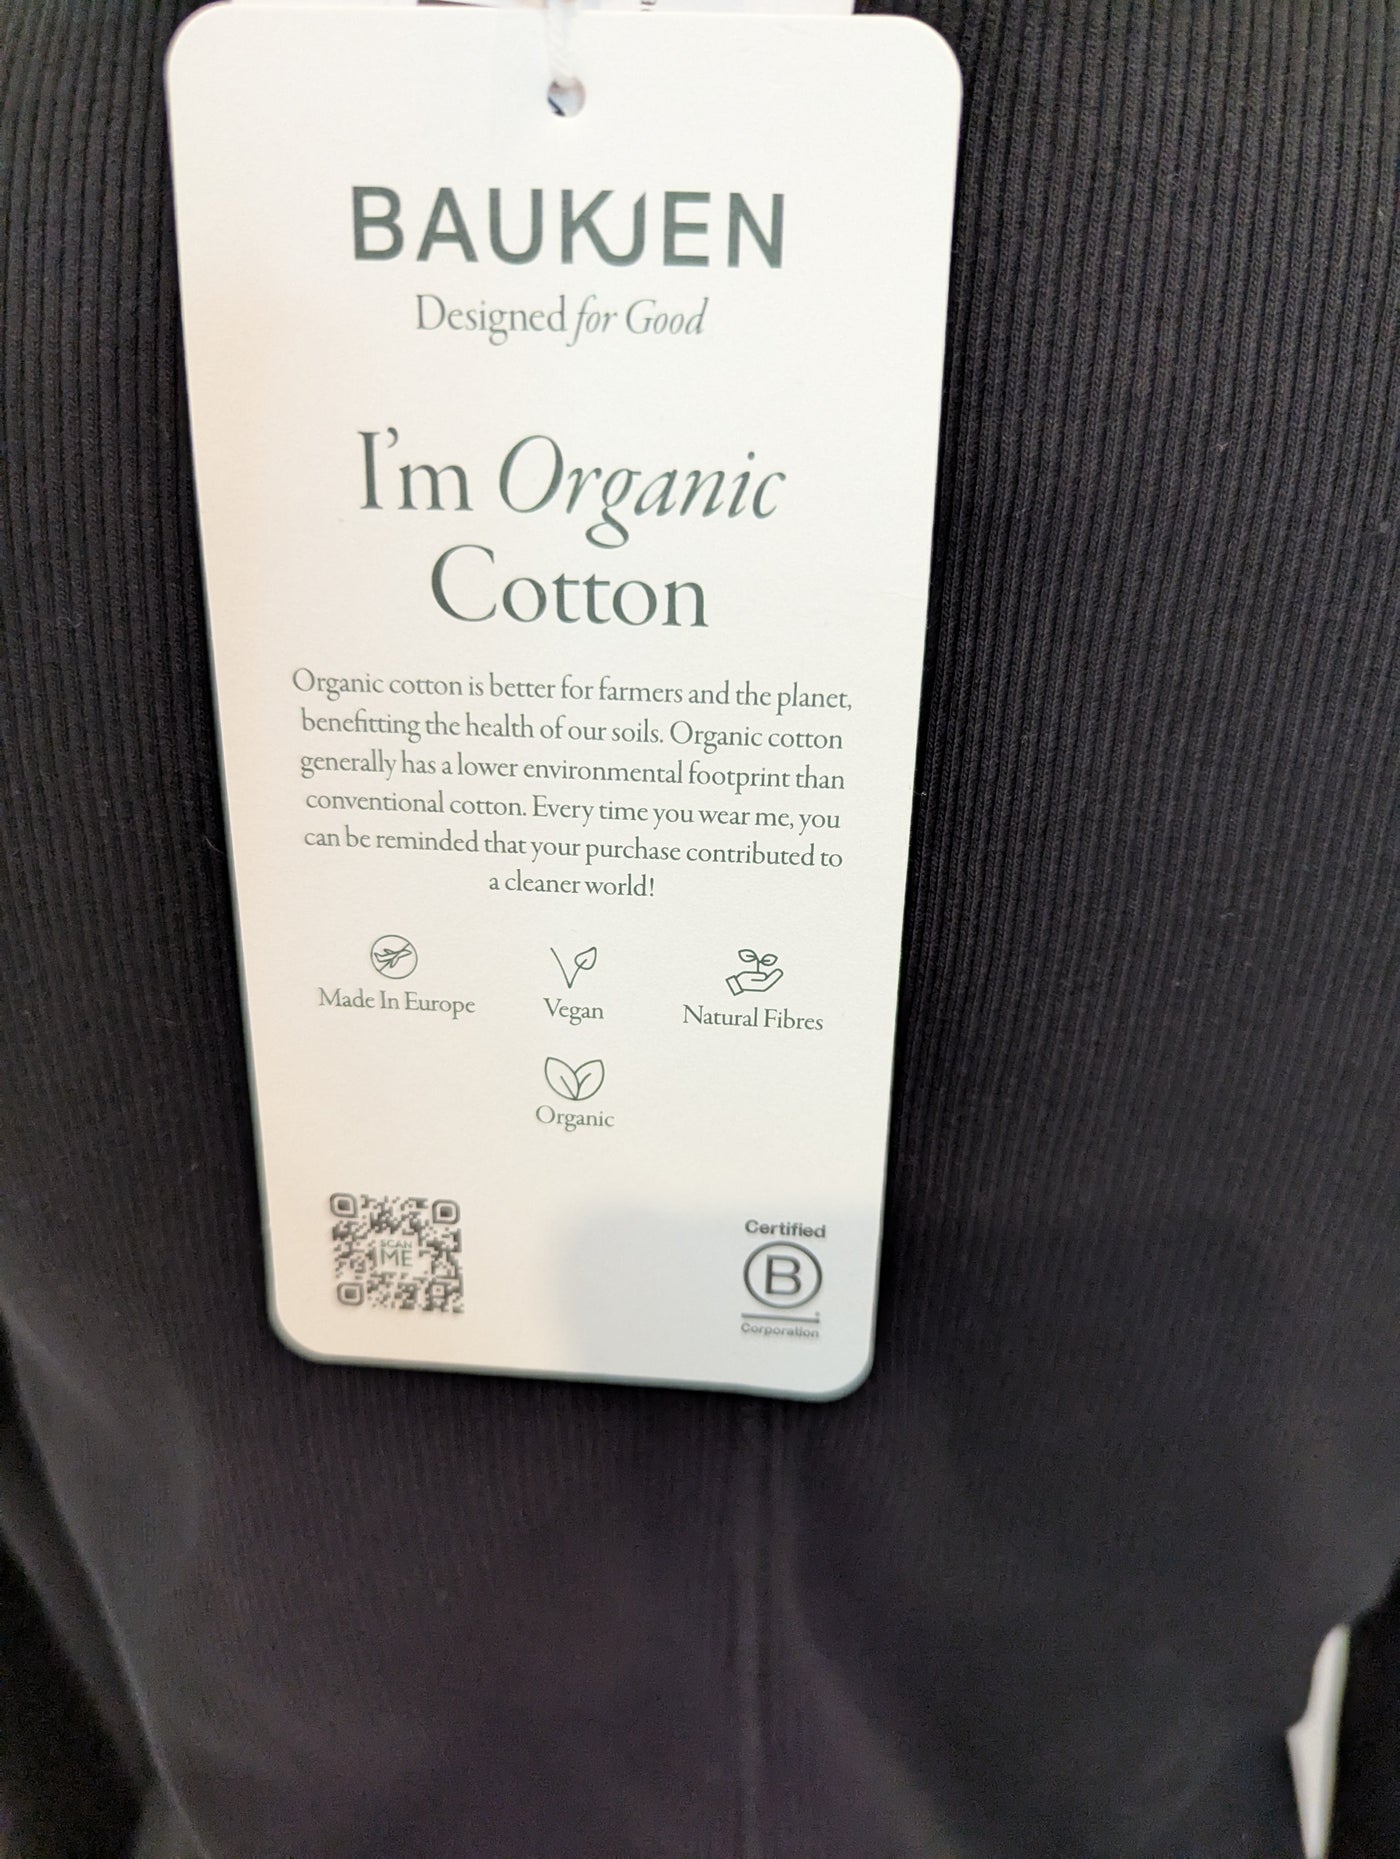 BAUKJEN
Designed for Good
I'm Organic
Cotton
Organic cotton is better for farmers and the planet,
benefitting the health of our soils. Organic cotton
generally has a lower environmental footprint than
conventional cotton. Every time you wear me, you
can be reminded that your purchase contributed to
a cleaner world!
Made In Europe
Vegan
Natural Fibres
Organic
SCAN
ME
Certified
B
Corporation